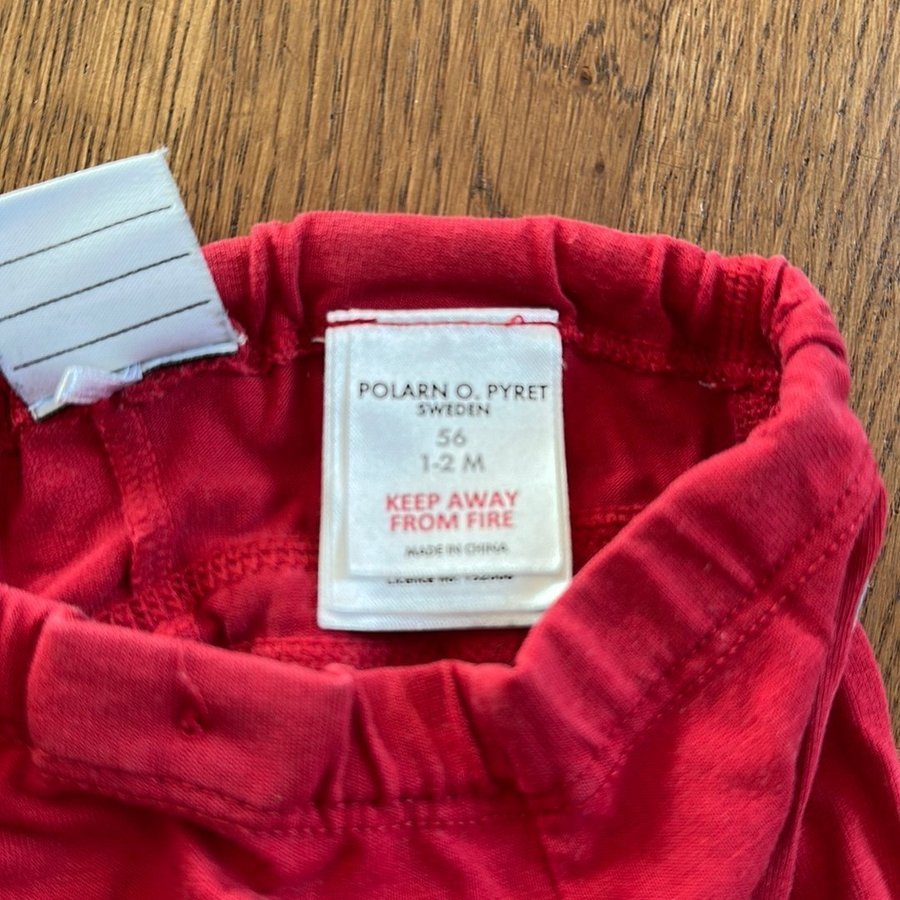 POLARN O. PYRET
SWEDEN
56
1-2 M
KEEP AWAY
FROM FIRE
MADE IN CHINA